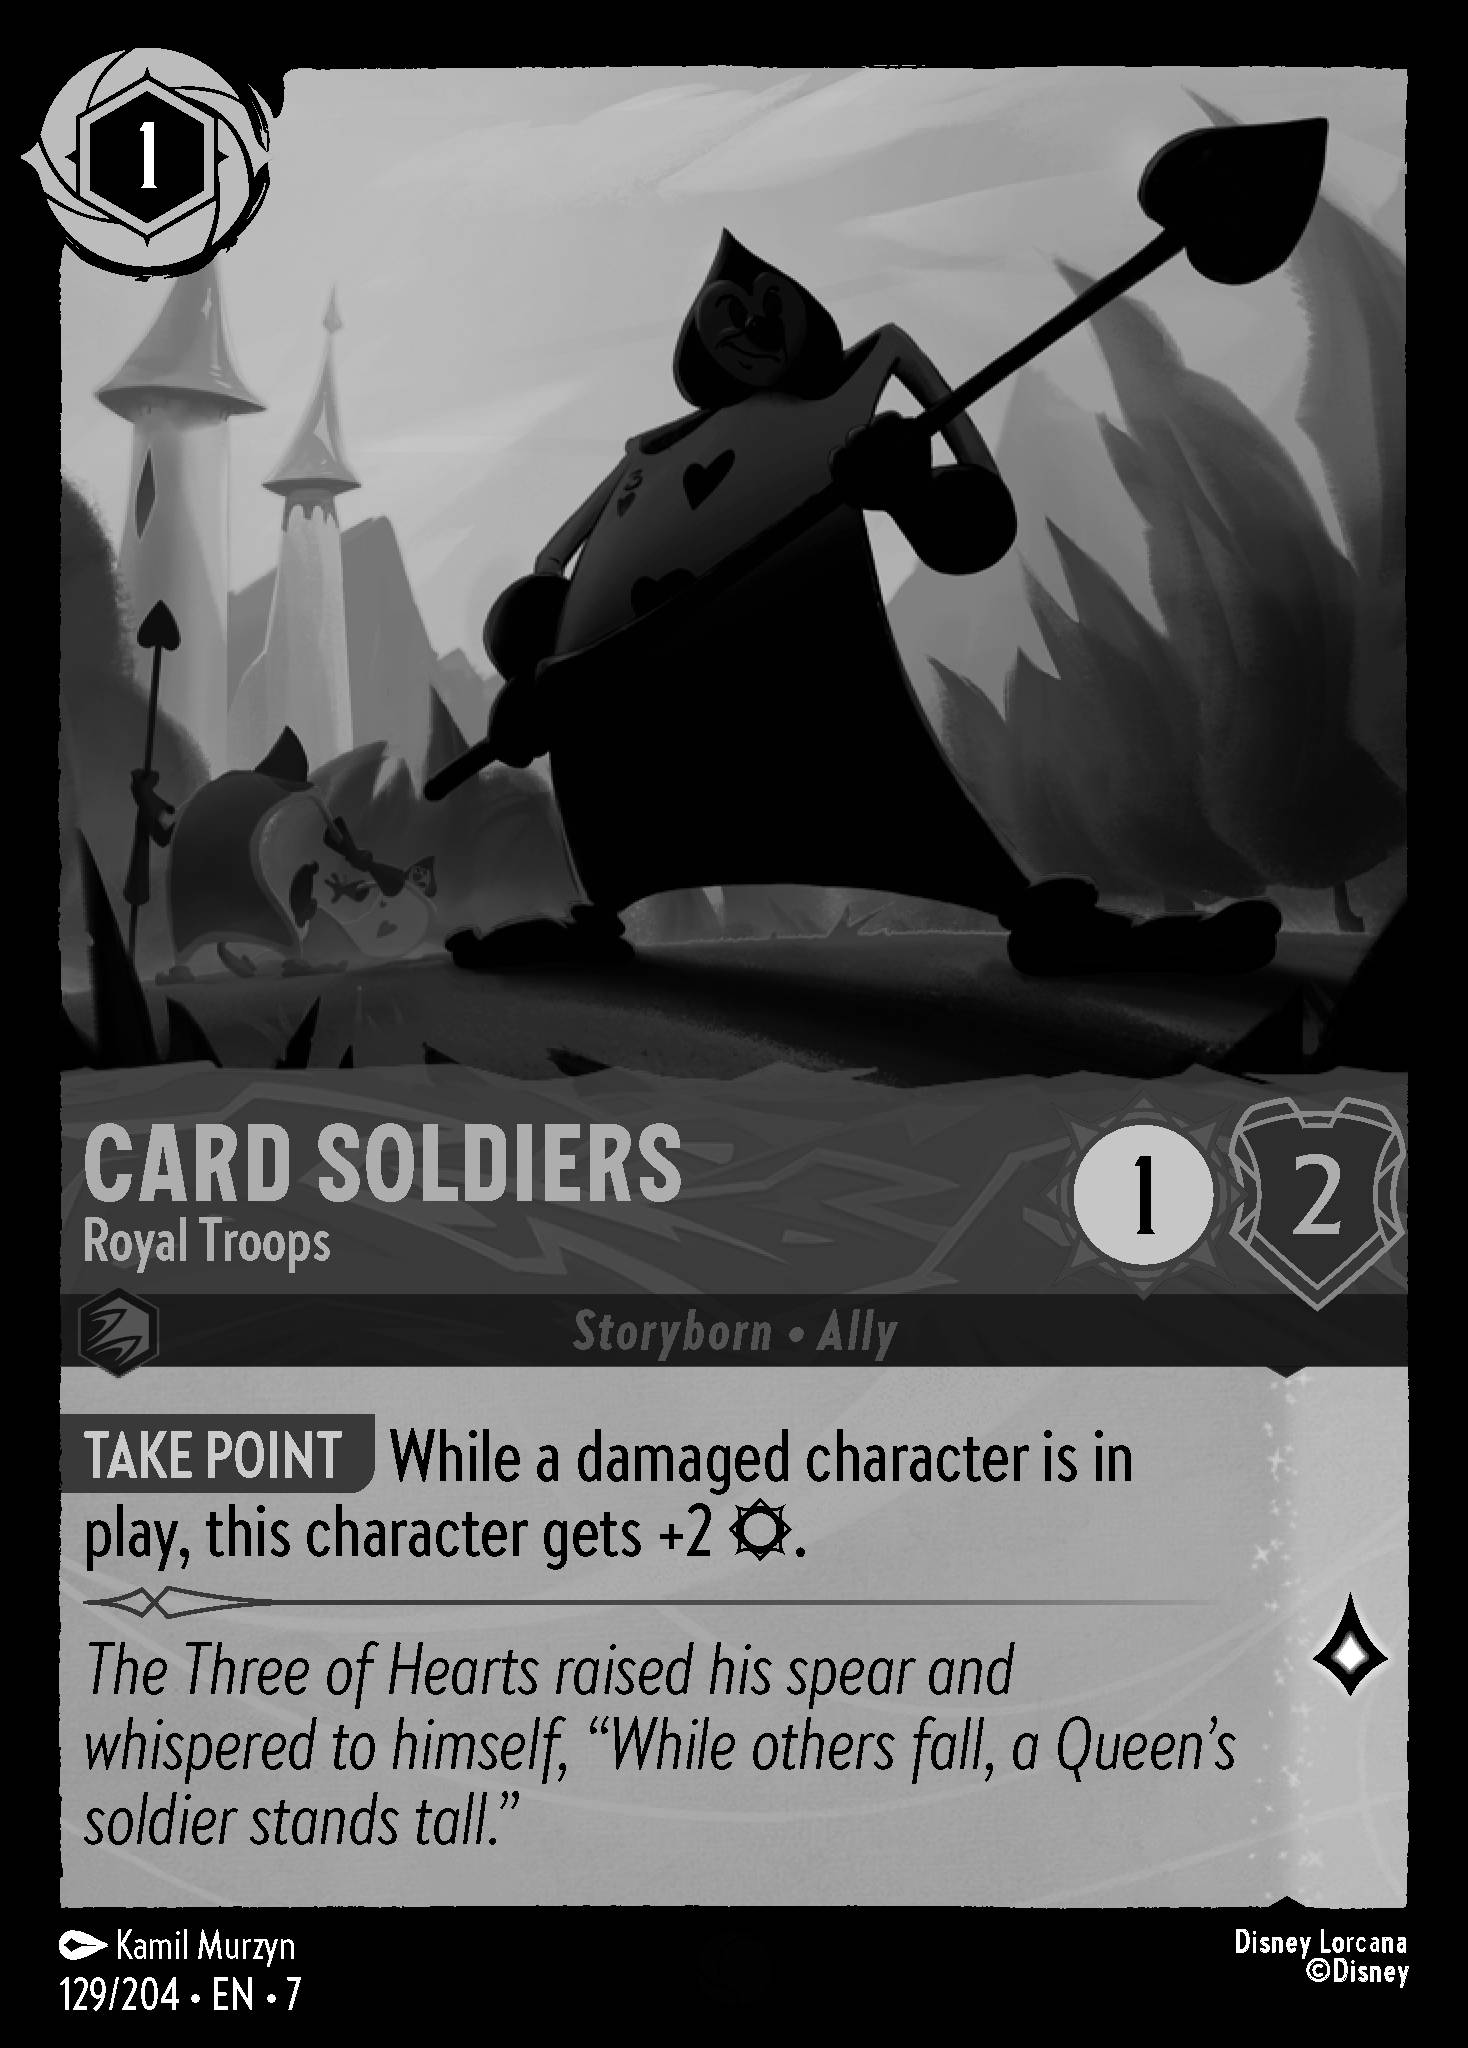 1
3
CARD SOLDIERS
Royal Troops
1
2
Storyborn • Ally
TAKE POINT While a damaged character is in
play, this character gets +2 .
The Three of Hearts raised his spear and
whispered to himself, “While others fall, a Queen’s
soldier stands tall.”
Kamil Murzyn
129/204 • EN • 7
Disney Lorcana
©Disney